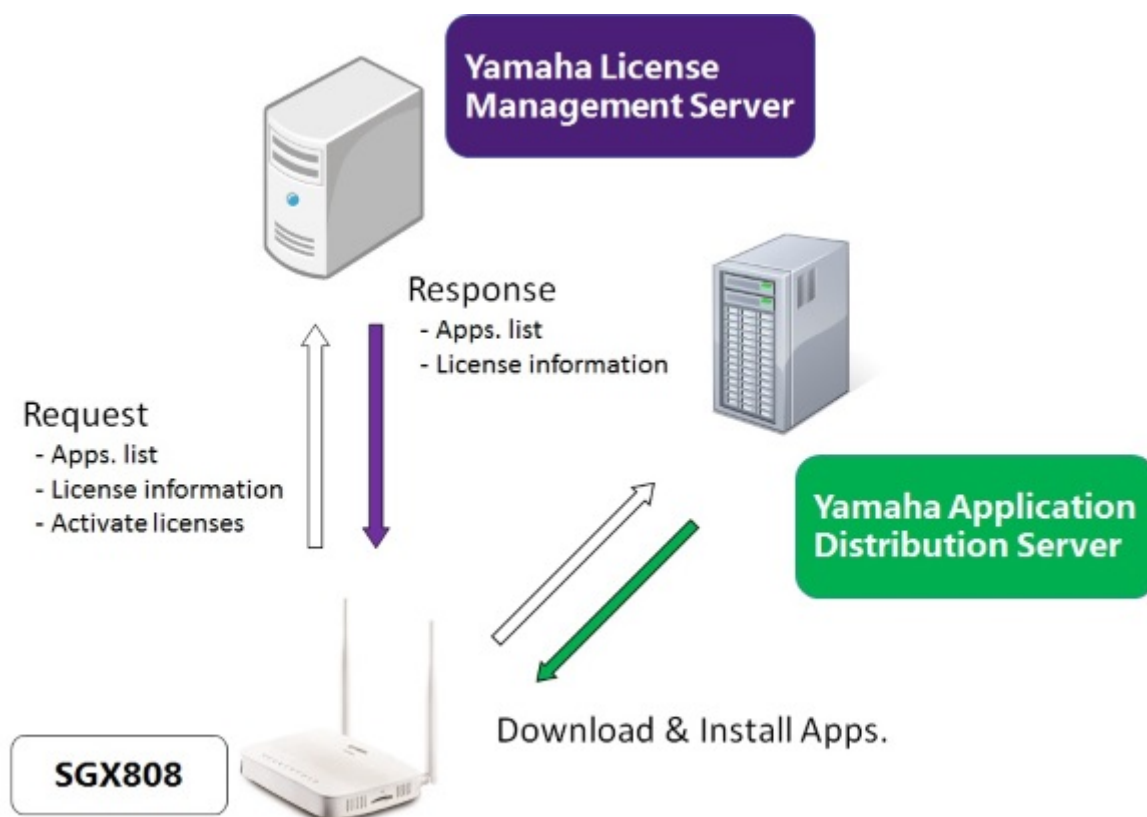 Yamaha License
Management Server
Response
- Apps. list
- License information
Request
- Apps. list
- License information
- Activate licenses
Yamaha Application
Distribution Server
Download & Install Apps.
SGX808